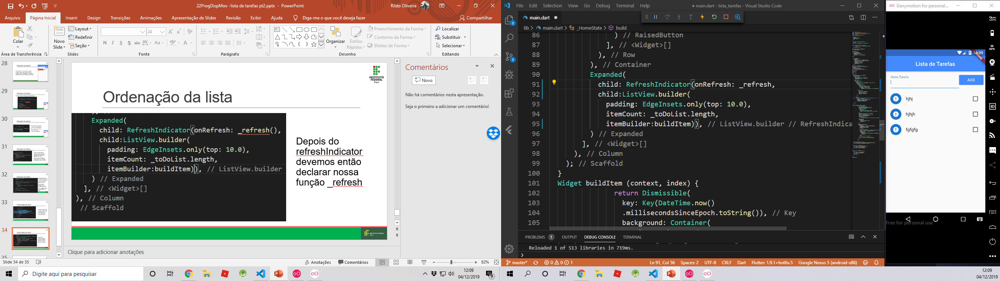 22ProgDispMov -lista de tarefas pt2.pptx - PowerPoint
Rildo Oliveira
Arquivo Página Inicial Inserir Design Transições Animações Apresentação de Slides Revisão Exibir Ajuda Diga-me o que você deseja fazer Compartilhar
Colar
Novo Slide
Layout
Redefinir
Seção
24
N I S S abc AV Aa A
Organizar
Estilos Rápidos
Preenchimento da Forma
Contorno da Forma
Efeitos de Forma
Localizar
Substituir
Selecionar
Área de Transferência Slides Fonte Parágrafo Desenho Editando
28
29
30
31
32
33
34
35
INSTITUTO FEDERAL
Piauí
Ordenação da lista
Expanded(
child: RefreshIndicator(onRefresh: _refresh(),
child:ListView.builder(
padding: EdgeInsets.only(top: 10.0),
itemCount: _toDoList.length,
itemBuilder:buildItem)), // ListView.builder
) // Expanded
], // <Widget>[]
), // Column
// Scaffold
Depois do
refreshIndicator
devemos então
declarar nossa
função _refresh
INSTITUTO FEDERAL
Piauí
Comentários
Novo
Não há comentários nesta apresentação.
Seja o primeiro a adicionar um comentário!
Clique para adicionar anotações
Slide 34 de 35
Anotações Comentários 82%
Digite aqui para pesquisar
12:09
04/12/2019
9
File Edit Selection View Go Debug Terminal Help
● main.dart - lista_tarefas - Visual Studio Code
main.dart ●
lib > main.dart > _HomeState > build
86 ) // RaisedButton
87 ], // <Widget>[]
88 ), // Row
89 ), // Container
90 Expanded(
91 child: RefreshIndicator(onRefresh: _refresh,
92 child:ListView.builder(
93 padding: EdgeInsets.only(top: 10.0),
94 itemCount: _toDoList.length,
95 itemBuilder:buildItem)), // ListView.builder // RefreshIndica
96 ) // Expanded
97 ], // <Widget>[]
98 ), // Column
99 ); // Scaffold
100 }
101 Widget buildItem (context, index) {
102 return Dismissible(
103 key: Key(DateTime.now()
104 .millisecondsSinceEpoch.toString()), // Key
105 background: Container(
PROBLEMS 1 OUTPUT DEBUG CONSOLE TERMINAL
Reloaded 1 of 513 libraries in 719ms.
master* 0 0 1 Ln 91, Col 56 Spaces: 2 UTF-8 CRLF Dart Flutter: 1.9.1+hotfix.5 Google Nexus 5 (android-x86)
Genymotion for personal...
Open GAPPS
GPS
ID
18:09
DEBUG
Lista de Tarefas
Nova Tarefa
ADD
hjhj
hjhjh
fgfgfg
free for personal use
12:09
04/12/2019